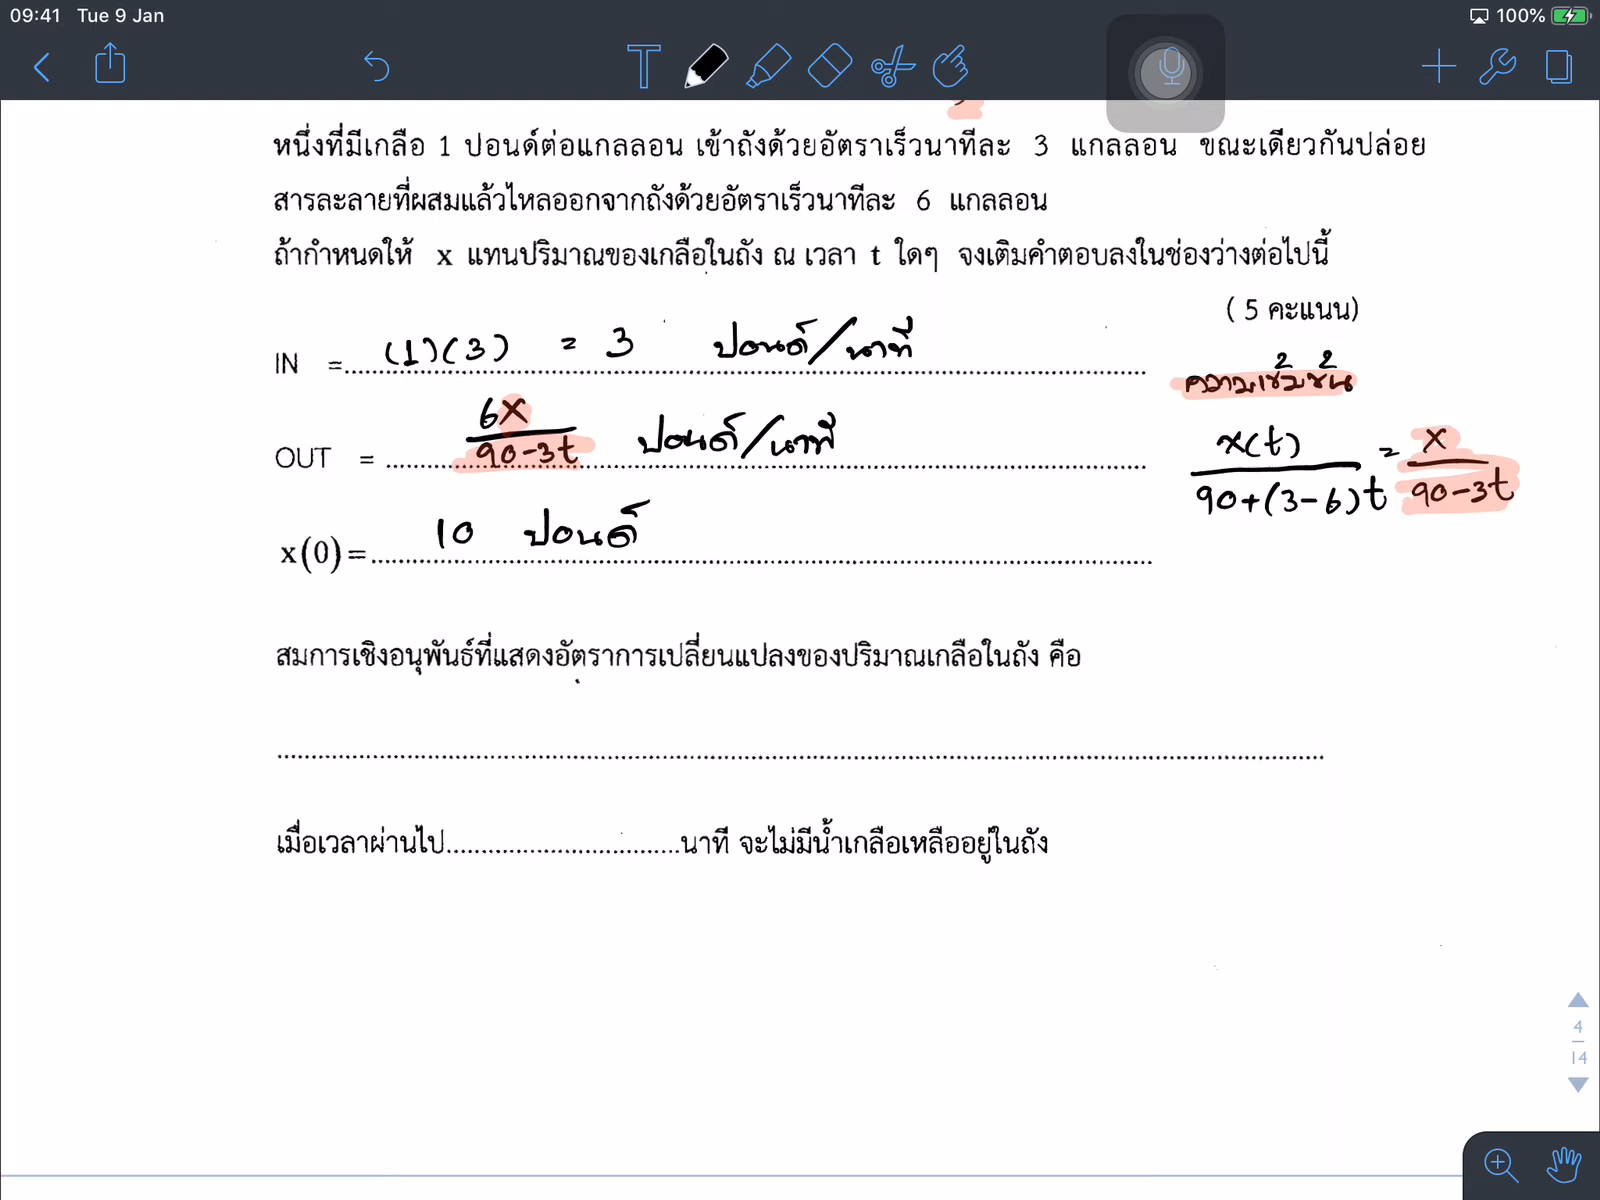 09:41 Tue 9 Jan
100%
หนึ่งที่มีเกลือ 1 ปอนด์ต่อแกลลอน เข้าถังด้วยอัตราเร็วนาทีละ 3 แกลลอน ขณะเดียวกันปล่อย
สารละลายที่ผสมแล้วไหลออกจากถังด้วยอัตราเร็วนาทีละ 6 แกลลอน
ถ้ากำหนดให้ x แทนปริมาณของเกลือในถัง ณ เวลา t ใดๆ จงเติมคำตอบลงในช่องว่างต่อไปนี้
( 5 คะแนน)
IN =(1)(3) = 3 ปอนด์/นาที
ความเข้มข้น
OUT = 6x/90-3t ปอนด์/นาที
x(t)/90+(3-6)t = x/90-3t
x(0)= 10 ปอนด์
สมการเชิงอนุพันธ์ที่แสดงอัตราการเปลี่ยนแปลงของปริมาณเกลือในถัง คือ
เมื่อเวลาผ่านไป..............................นาที จะไม่มีน้ำเกลือเหลืออยู่ในถัง
4
14